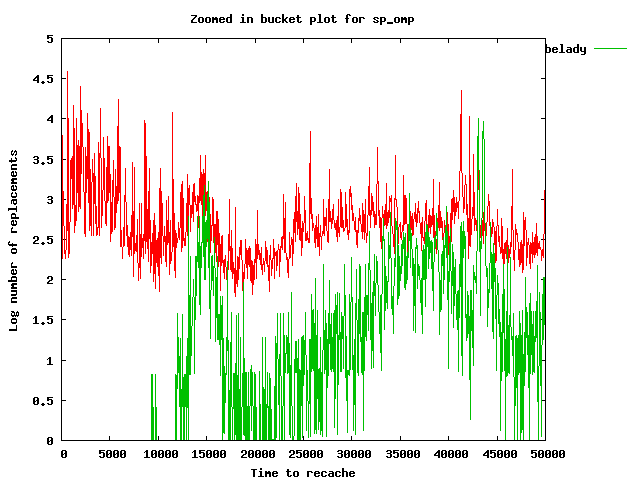 Zoomed in bucket plot for sp_omp
belady
5
4.5
4
3.5
3
2.5
2
1.5
1
0.5
0
Log number of replacements
0 5000 10000 15000 20000 25000 30000 35000 40000 45000 50000
Time to recache